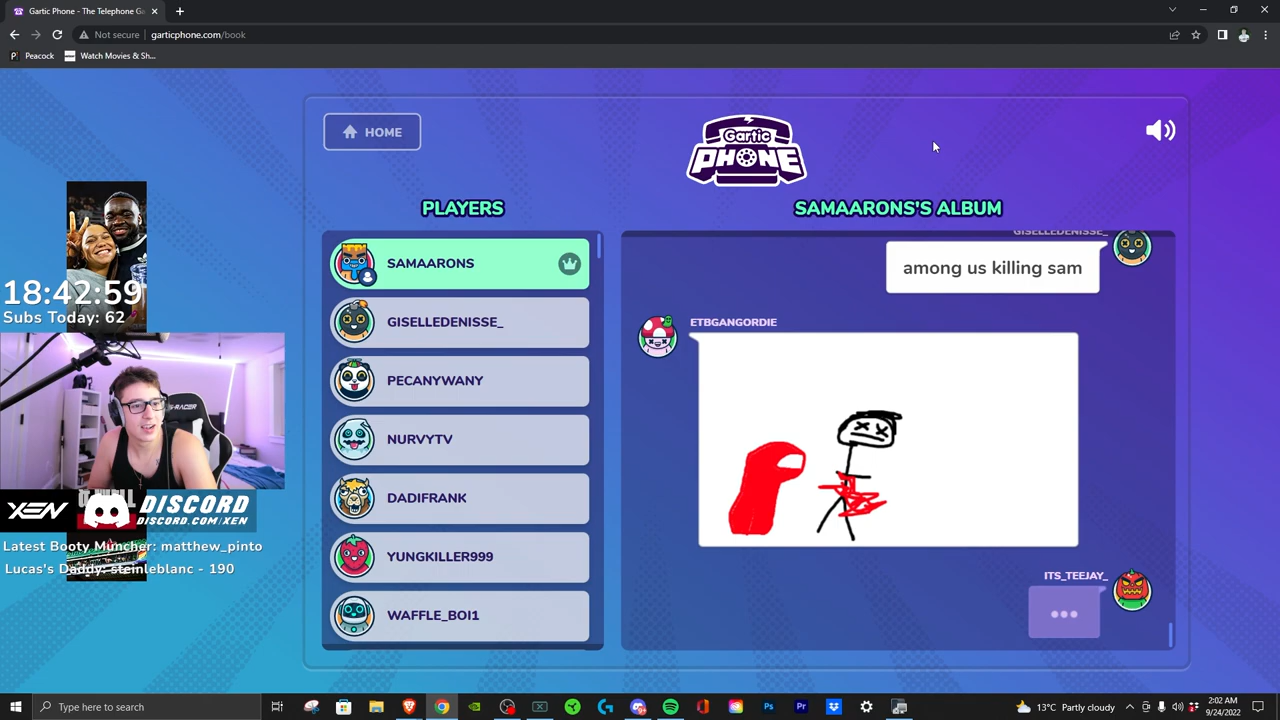 Gartic Phone - The Telephone Ga
Not secure
garticphone.com/book
Peacock
Watch Movies & Sh...
HOME
Gartic
PHONE
PLAYERS
SAMAARONS'S ALBUM
SAMAARONS
GISELLEDENISSE_
PECANYWANY
NURVYTV
DADIFRANK
YUNGKILLER999
WAFFLE_BOI1
GISELLEDENISSE_
among us killing sam
ETBGANGORDIE
ITS_TEEJAY_
18:42:59
Subs Today: 62
XEN
DISCORD
DISCORD.COM/XEN
Latest Booty Muncher: matthew_pinto
Lucas's Daddy: steinleblanc - 190
Type here to search
13°C Partly cloudy
2:02 AM
9/24/2022